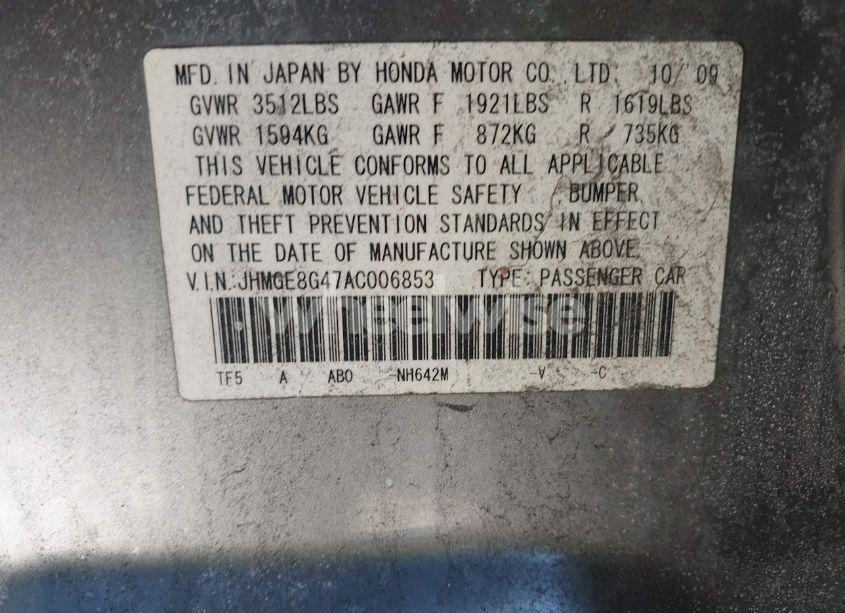 MFD. IN JAPAN BY HONDA MOTOR CO., LTD. 10/09
GVWR 3512LBS GAWR F 1921LBS R 1619LBS
GVWR 1594KG GAWR F 872KG R 735KG
THIS VEHICLE CONFORMS TO ALL APPLICABLE
FEDERAL MOTOR VEHICLE SAFETY, BUMPER,
AND THEFT PREVENTION STANDARDS IN EFFECT
ON THE DATE OF MANUFACTURE SHOWN ABOVE.
V.I.N.:JHMGE8G47AC006853 TYPE: PASSENGER CAR
wheelwise
TF5 A AB0 -NH642M -V -C